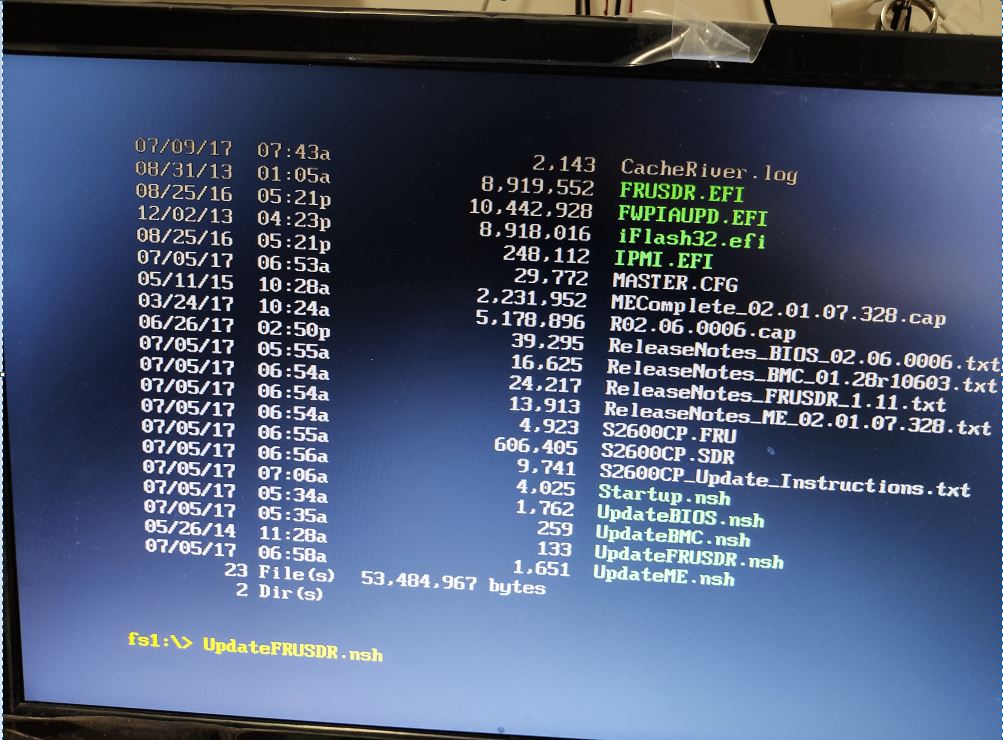 07/09/17 07:43a 2,143 CacheRiver.log
08/31/13 01:05a 8,919,552 FRUSDR.EFI
08/25/16 05:21p 10,442,928 FWPIAUPD.EFI
12/02/13 04:23p 8,918,016 iFlash32.efi
08/25/16 05:21p 248,112 IPMI.EFI
07/05/17 06:53a 29,772 MASTER.CFG
05/11/15 10:28a 2,231,952 MEComplete_02.01.07.328.cap
03/24/17 10:24a 5,178,896 R02.06.0006.cap
06/26/17 02:50p 39,295 ReleaseNotes_BIOS_02.06.0006.txt
07/05/17 05:55a 16,625 ReleaseNotes_BMC_01.28r10603.txt
07/05/17 06:54a 24,217 ReleaseNotes_FRUSDR_1.11.txt
07/05/17 06:54a 13,913 ReleaseNotes_ME_02.01.07.328.txt
07/05/17 06:54a 4,923 S2600CP.FRU
07/05/17 06:55a 606,405 S2600CP.SDR
07/05/17 06:56a 9,741 S2600CP_Update_Instructions.txt
07/05/17 07:06a 4,025 Startup.nsh
07/05/17 05:34a 1,762 UpdateBIOS.nsh
07/05/17 05:35a 259 UpdateBMC.nsh
05/26/14 11:28a 133 UpdateFRUSDR.nsh
07/05/17 06:58a 1,651 UpdateME.nsh
23 File(s) 53,484,967 bytes
2 Dir(s)
fs1:\> UpdateFRUSDR.nsh